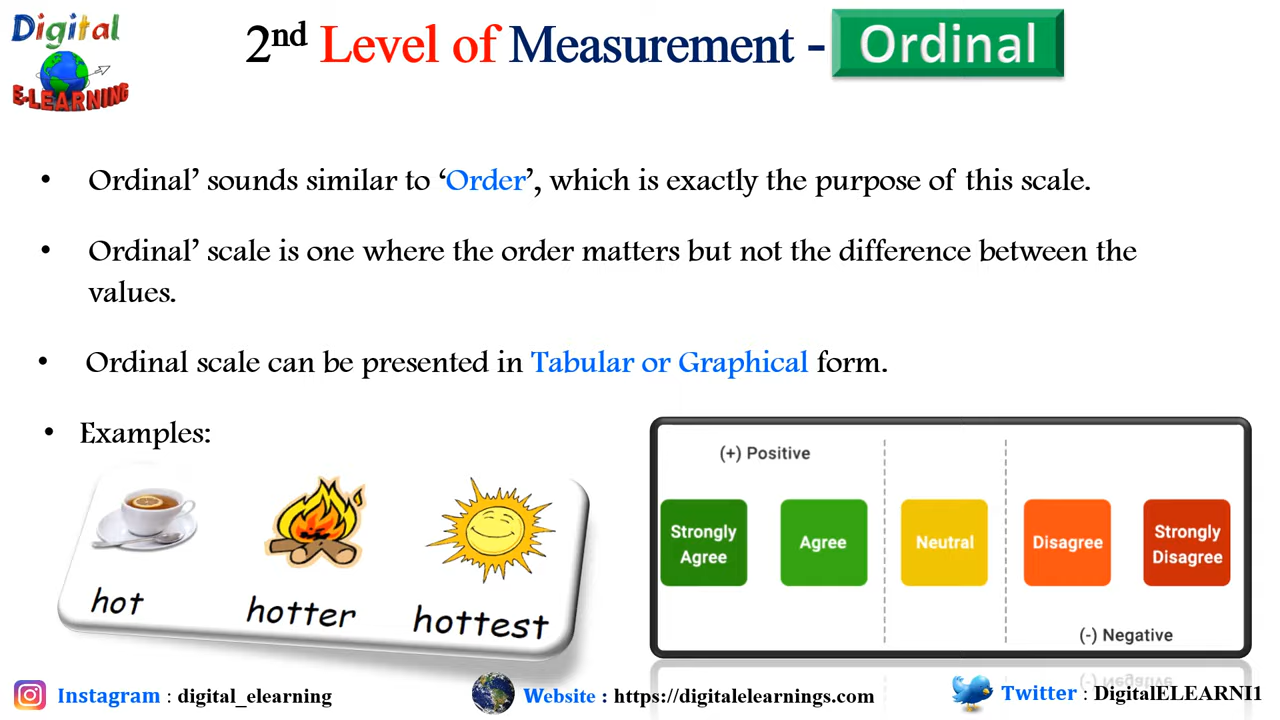 Digital
E-LEARNING
2nd Level of Measurement - Ordinal
• Ordinal’ sounds similar to ‘Order’, which is exactly the purpose of this scale.
• Ordinal’ scale is one where the order matters but not the difference between the
values.
• Ordinal scale can be presented in Tabular or Graphical form.
• Examples:
hot
hotter
hottest
(+) Positive
Strongly
Agree
Agree
Neutral
Disagree
Strongly
Disagree
(-) Negative
Instagram : digital_elearning
Website : https://digitalelearnings.com
Twitter : DigitalELEARNI1